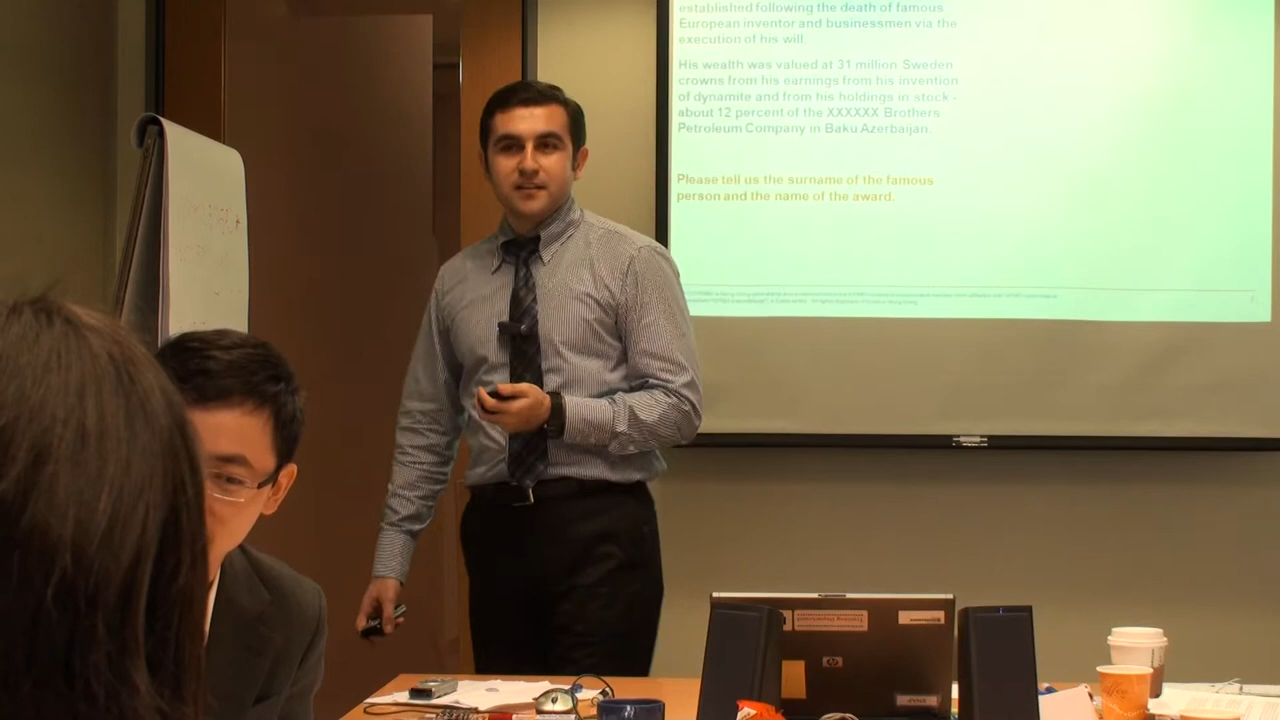 established following the death of famous
European inventor and businessmen via the
execution of his will.
His wealth was valued at 31 million Sweden
crowns from his earnings from his invention
of dynamite and from his holdings in stock -
about 12 percent of the XXXXXX Brothers
Petroleum Company in Baku Azerbaijan.
Please tell us the surname of the famous
person and the name of the award.
Training Department
hp